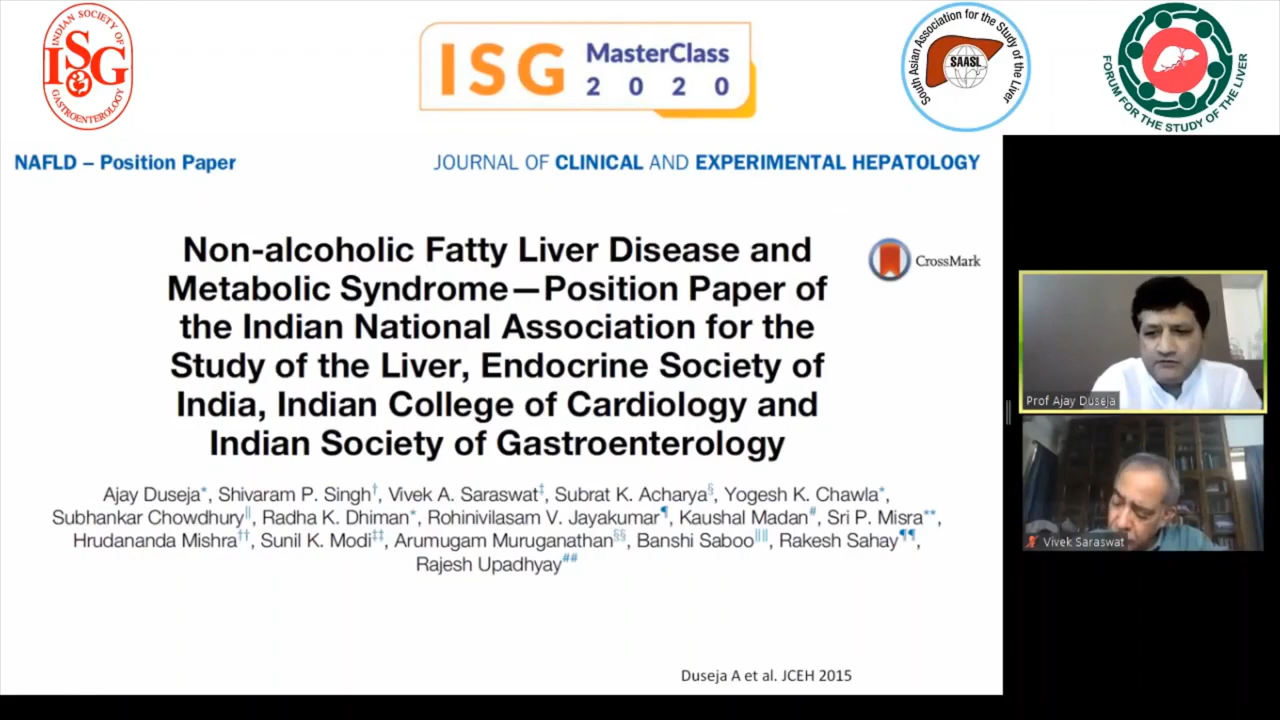 INDIAN SOCIETY OF
ISG
GASTROENTEROLOGY
ISG MasterClass
2020
South Asian Association for the Study of the Liver
SAASL
FORUM FOR THE STUDY OF THE LIVER
NAFLD – Position Paper
JOURNAL OF CLINICAL AND EXPERIMENTAL HEPATOLOGY
Non-alcoholic Fatty Liver Disease and
Metabolic Syndrome—Position Paper of
the Indian National Association for the
Study of the Liver, Endocrine Society of
India, Indian College of Cardiology and
Indian Society of Gastroenterology
CrossMark
Ajay Duseja*, Shivaram P. Singh†, Vivek A. Saraswat‡, Subrat K. Acharya§, Yogesh K. Chawla*,
Subhankar Chowdhury||, Radha K. Dhiman*, Rohinivilasam V. Jayakumar¶, Kaushal Madan#, Sri P. Misra**,
Hrudananda Mishra††, Sunil K. Modi‡‡, Arumugam Muruganathan§§, Banshi Saboo||||, Rakesh Sahay¶¶,
Rajesh Upadhyay##
Duseja A et al. JCEH 2015
Prof Ajay Duseja
Vivek Saraswat